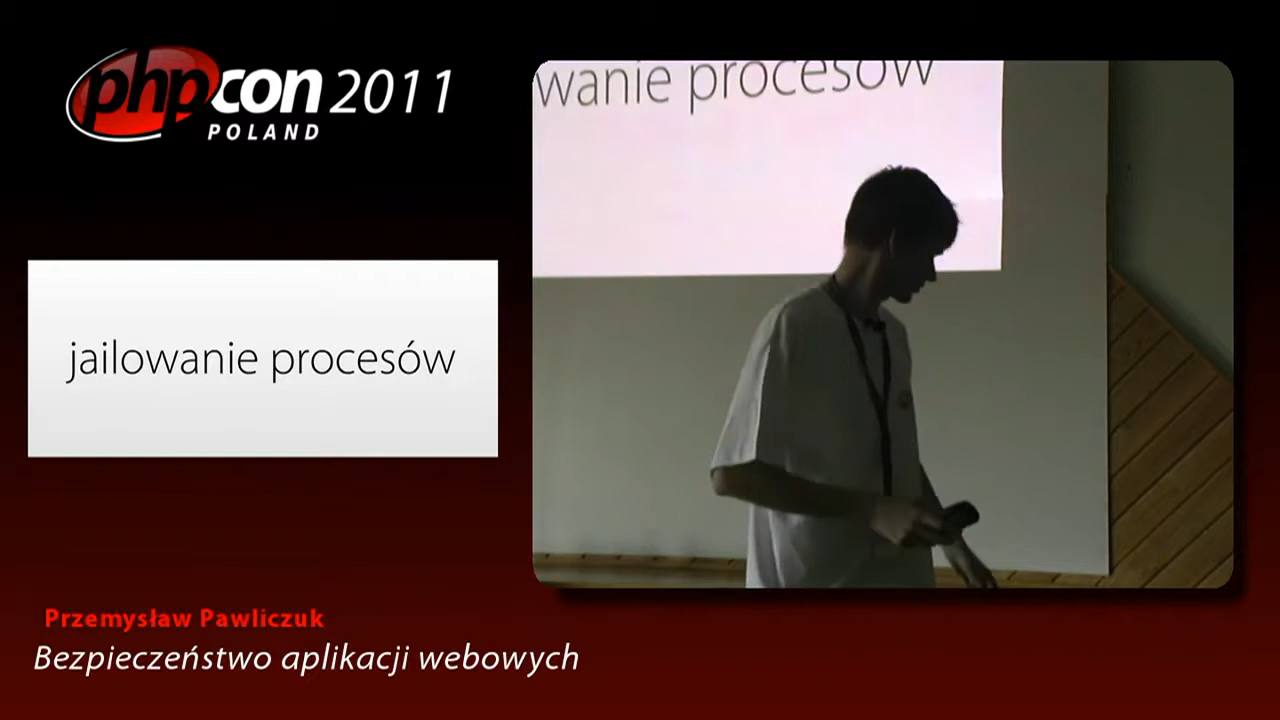 phpcon 2011
POLAND
wanie procesów
jailowanie procesów
Przemysław Pawliczuk
Bezpieczeństwo aplikacji webowych